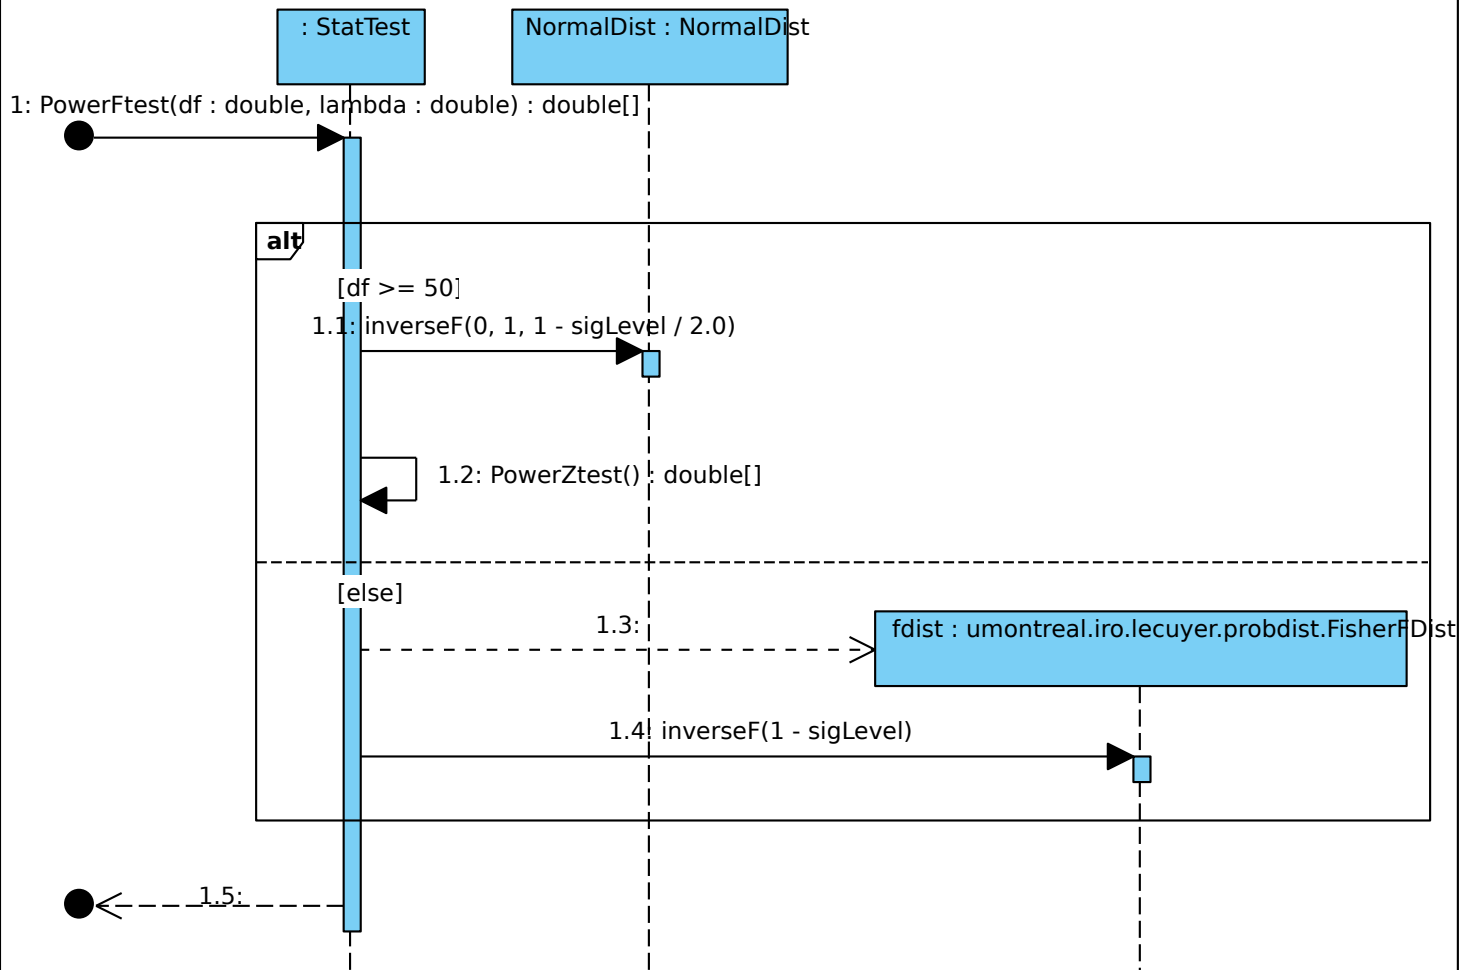 : StatTest
NormalDist : NormalDist
1: PowerFtest(df : double, lambda : double) : double[]
alt
[df >= 50]
1.1: inverseF(0, 1, 1 - sigLevel / 2.0)
1.2: PowerZtest() : double[]
[else]
1.3:
fdist : umontreal.iro.lecuyer.probdist.FisherFDist
1.4: inverseF(1 - sigLevel)
1.5: